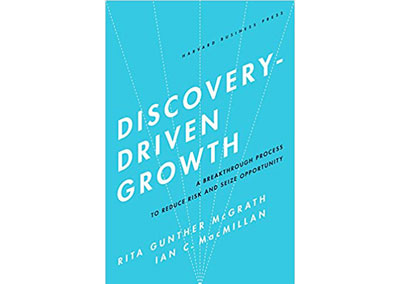 HARVARD BUSINESS PRESS
DISCOVERY-
DRIVEN
GROWTH
A BREAKTHROUGH PROCESS
TO REDUCE RISK AND SEIZE OPPORTUNITY
RITA GUNTHER McGRATH
IAN C. MacMILLAN